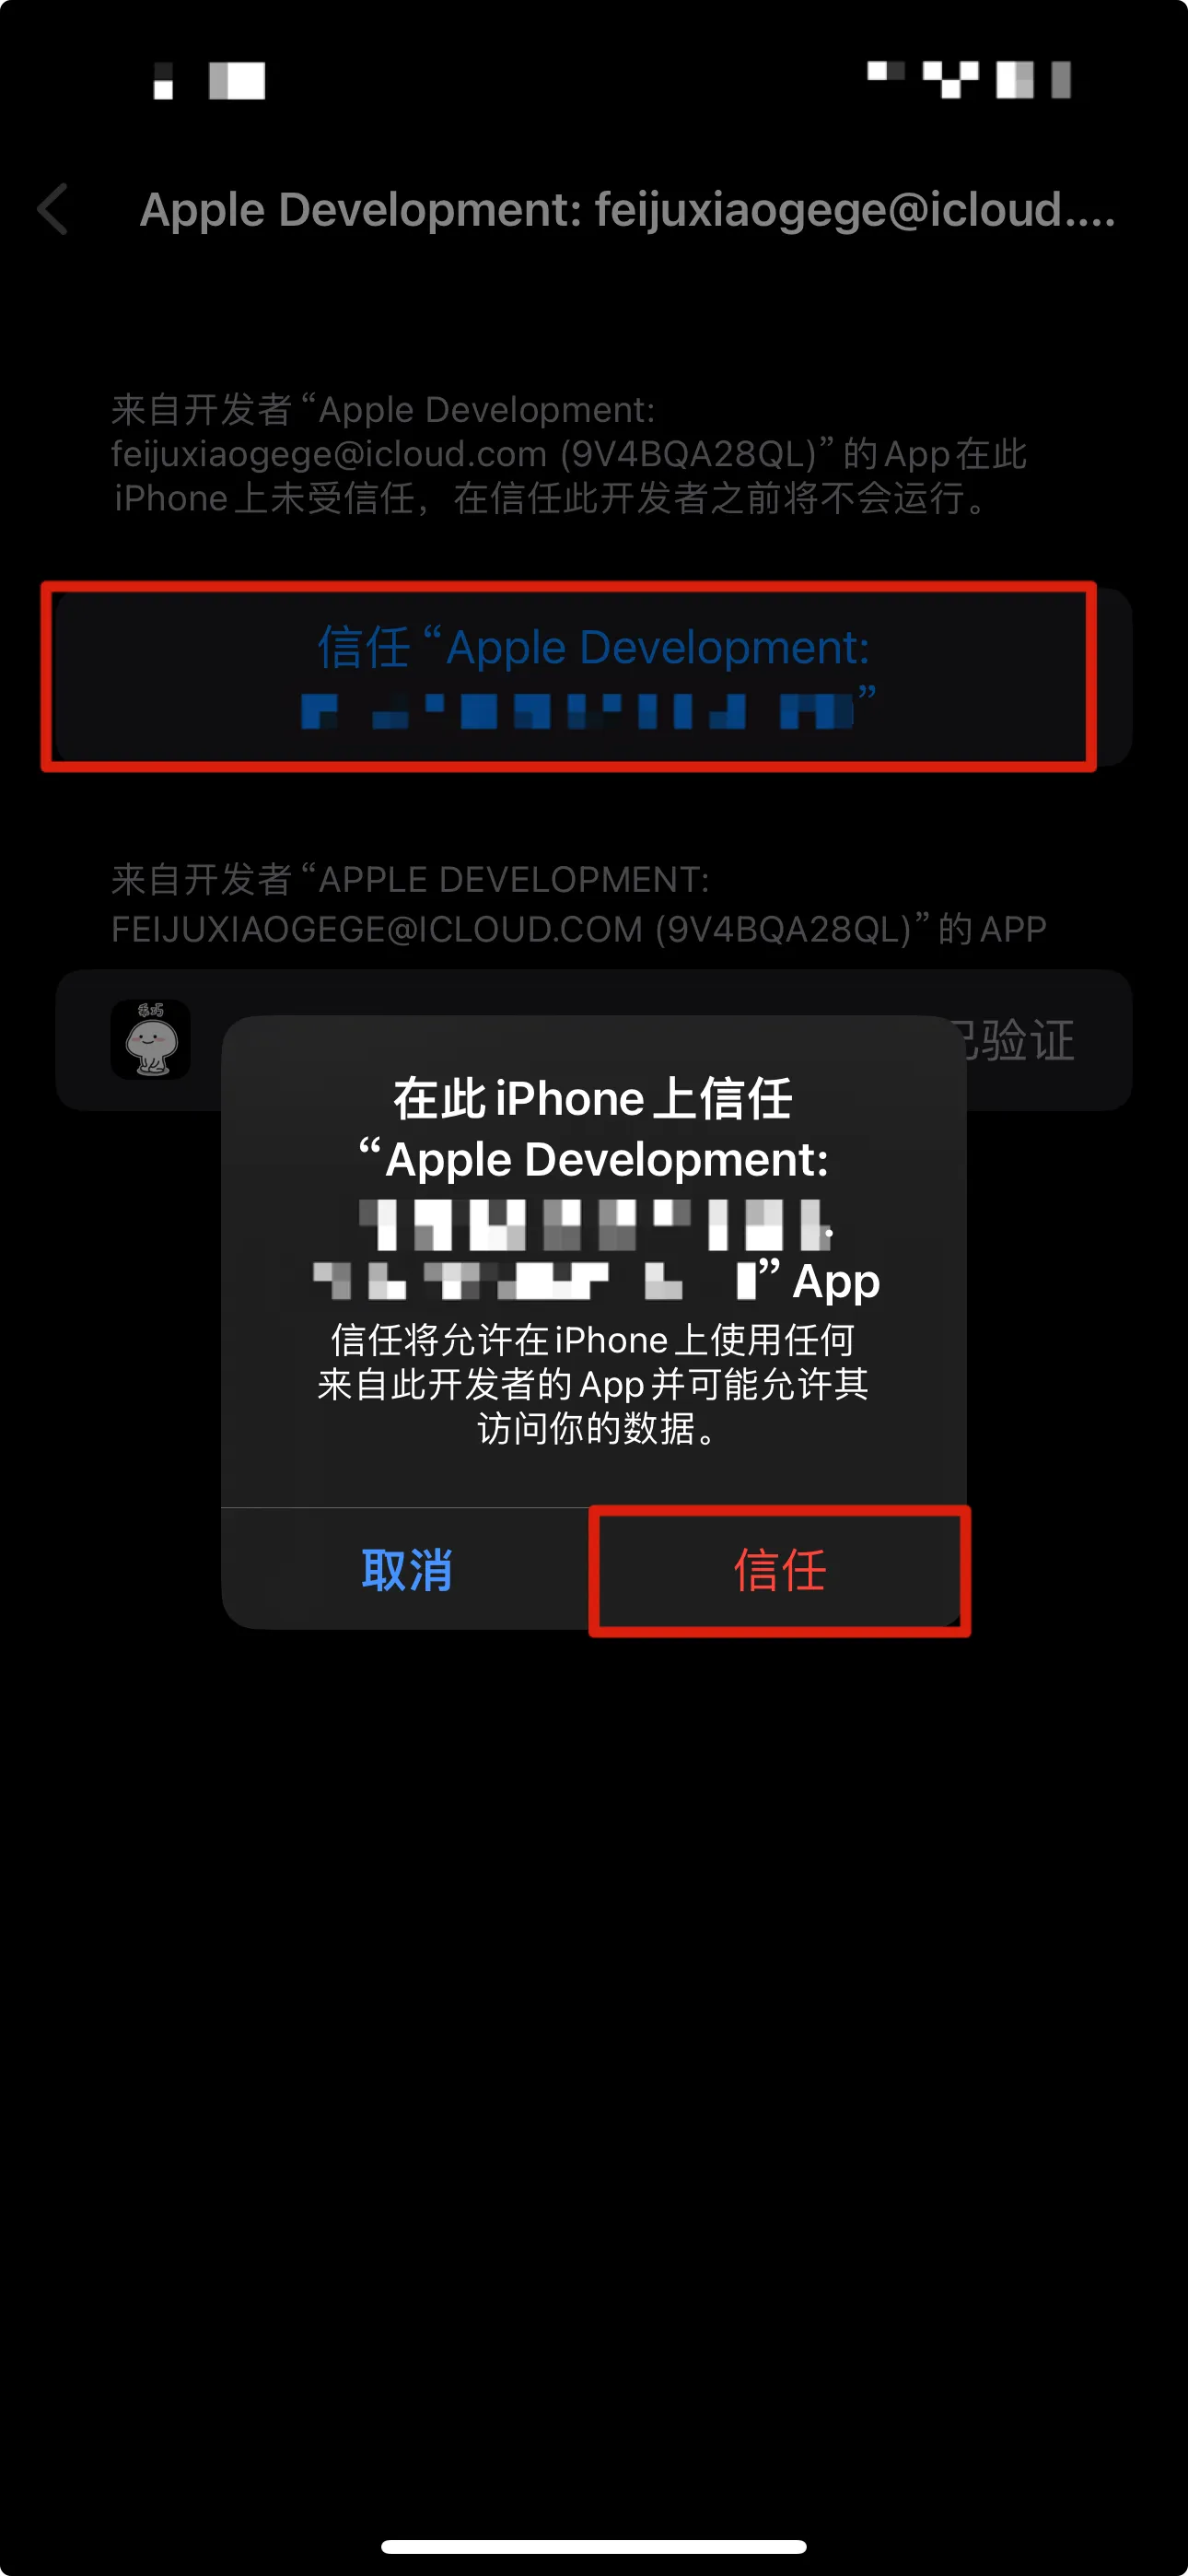 Apple Development: feijuxiaogege@icloud....
来自开发者“Apple Development:
feijuxiaogege@icloud.com (9V4BQA28QL)”的App在此
iPhone上未受信任，在信任此开发者之前将不会运行。
信任“Apple Development:
”
来自开发者“APPLE DEVELOPMENT:
FEIJUXIAOGEGE@ICLOUD.COM (9V4BQA28QL)”的APP
乖巧
验证
在此iPhone上信任
“Apple Development:
” App
信任将允许在iPhone上使用任何
来自此开发者的App并可能允许其
访问你的数据。
取消
信任